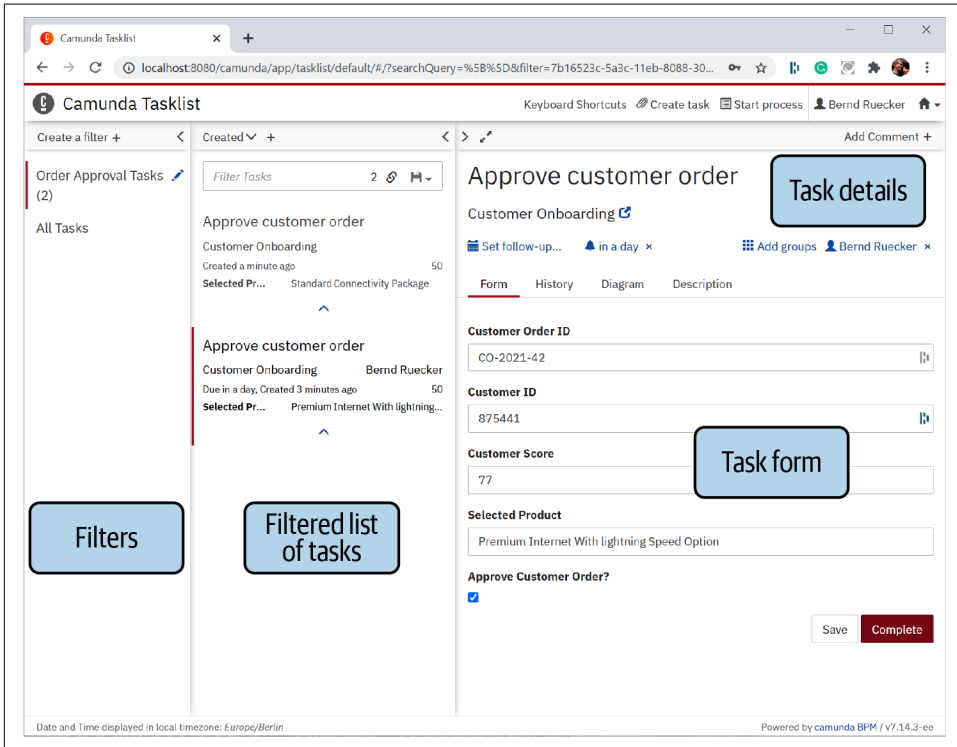 Camunda Tasklist
localhost:8080/camunda/app/tasklist/default/#/?searchQuery=%5B%5D&filter=7b16523c-5a3c-11eb-8088-30...
Camunda Tasklist
Keyboard Shortcuts Create task Start process Bernd Ruecker
Create a filter +
Created +
Add Comment +
Order Approval Tasks
(2)
All Tasks
Filter Tasks 2
Approve customer order
Customer Onboarding
Created a minute ago 50
Selected Pr... Standard Connectivity Package
Approve customer order
Customer Onboarding Bernd Ruecker
Due in a day, Created 3 minutes ago 50
Selected Pr... Premium Internet With lightning...
Approve customer order
Customer Onboarding
Set follow-up... in a day × Add groups Bernd Ruecker ×
Form History Diagram Description
Customer Order ID
CO-2021-42
Customer ID
875441
Customer Score
77
Selected Product
Premium Internet With lightning Speed Option
Approve Customer Order?
Save Complete
Task details
Task form
Filters
Filtered list
of tasks
Date and Time displayed in local timezone: Europe/Berlin
Powered by camunda BPM / v7.14.3-ee